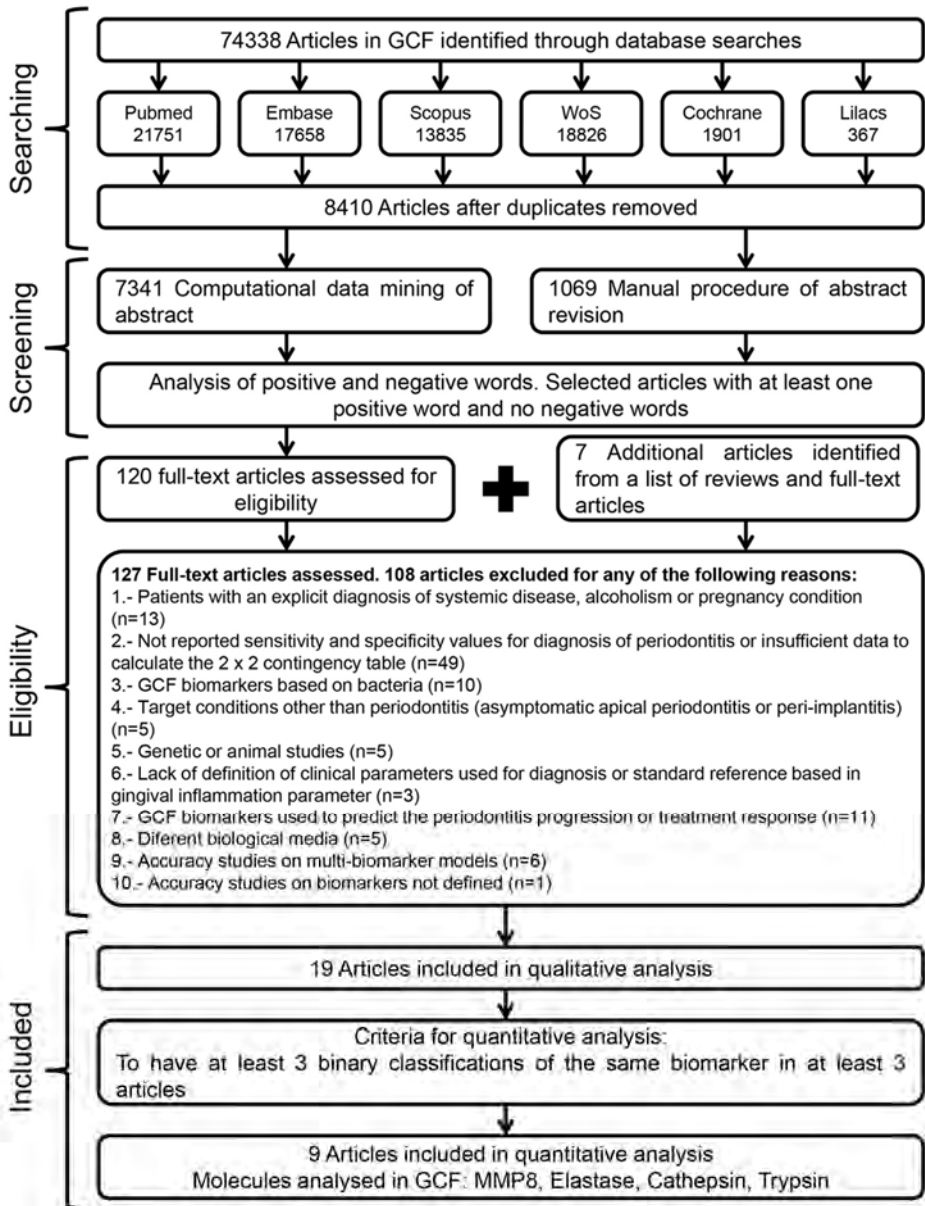 Searching
74338 Articles in GCF identified through database searches
Pubmed
21751
Embase
17658
Scopus
13835
WoS
18826
Cochrane
1901
Lilacs
367
8410 Articles after duplicates removed
Screening
7341 Computational data mining of
abstract
1069 Manual procedure of abstract
revision
Analysis of positive and negative words. Selected articles with at least one
positive word and no negative words
Eligibility
120 full-text articles assessed for
eligibility
7 Additional articles identified
from a list of reviews and full-text
articles
127 Full-text articles assessed. 108 articles excluded for any of the following reasons:
1.- Patients with an explicit diagnosis of systemic disease, alcoholism or pregnancy condition
(n=13)
2.- Not reported sensitivity and specificity values for diagnosis of periodontitis or insufficient data to
calculate the 2 x 2 contingency table (n=49)
3.- GCF biomarkers based on bacteria (n=10)
4.- Target conditions other than periodontitis (asymptomatic apical periodontitis or peri-implantitis)
(n=5)
5.- Genetic or animal studies (n=5)
6.- Lack of definition of clinical parameters used for diagnosis or standard reference based in
gingival inflammation parameter (n=3)
7.- GCF biomarkers used to predict the periodontitis progression or treatment response (n=11)
8.- Diferent biological media (n=5)
9.- Accuracy studies on multi-biomarker models (n=6)
10.- Accuracy studies on biomarkers not defined (n=1)
Included
19 Articles included in qualitative analysis
Criteria for quantitative analysis:
To have at least 3 binary classifications of the same biomarker in at least 3
articles
9 Articles included in quantitative analysis
Molecules analysed in GCF: MMP8, Elastase, Cathepsin, Trypsin